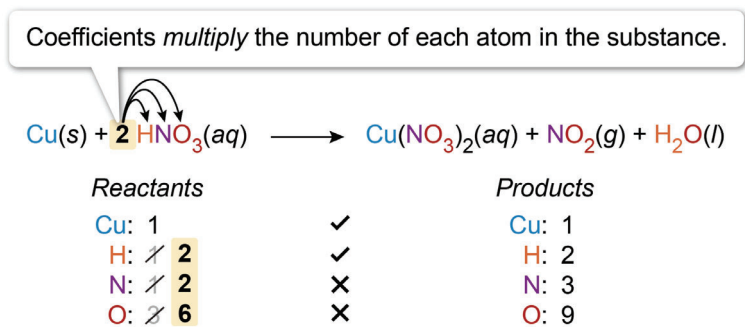 Coefficients multiply the number of each atom in the substance.
Cu(s) + 2 HNO₃(aq) ⟶ Cu(NO₃)₂(aq) + NO₂(g) + H₂O(l)
Reactants Products
Cu: 1 ✓ Cu: 1
H: 1 2 ✓ H: 2
N: 1 2 ✕ N: 3
O: 3 6 ✕ O: 9